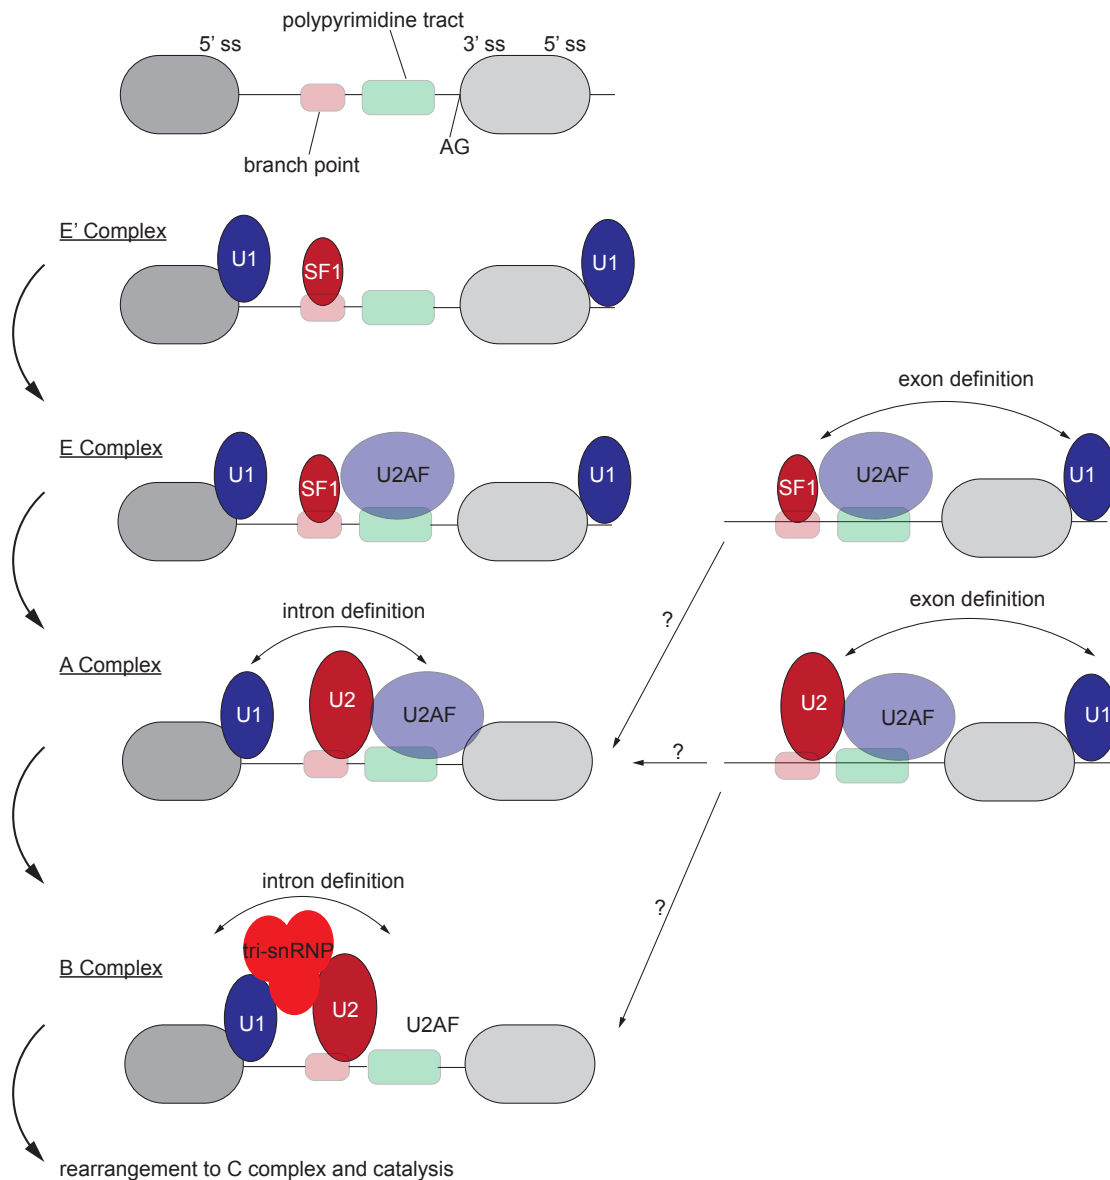 polypyrimidine tract
5' ss
3' ss
5' ss
AG
branch point
E' Complex
U1
SF1
U1
exon definition
E Complex
U1
SF1
U2AF
U1
SF1
U2AF
U1
intron definition
?
exon definition
A Complex
U1
U2
U2AF
?
U2
U2AF
U1
intron definition
?
tri-snRNP
B Complex
U1
U2
U2AF
rearrangement to C complex and catalysis